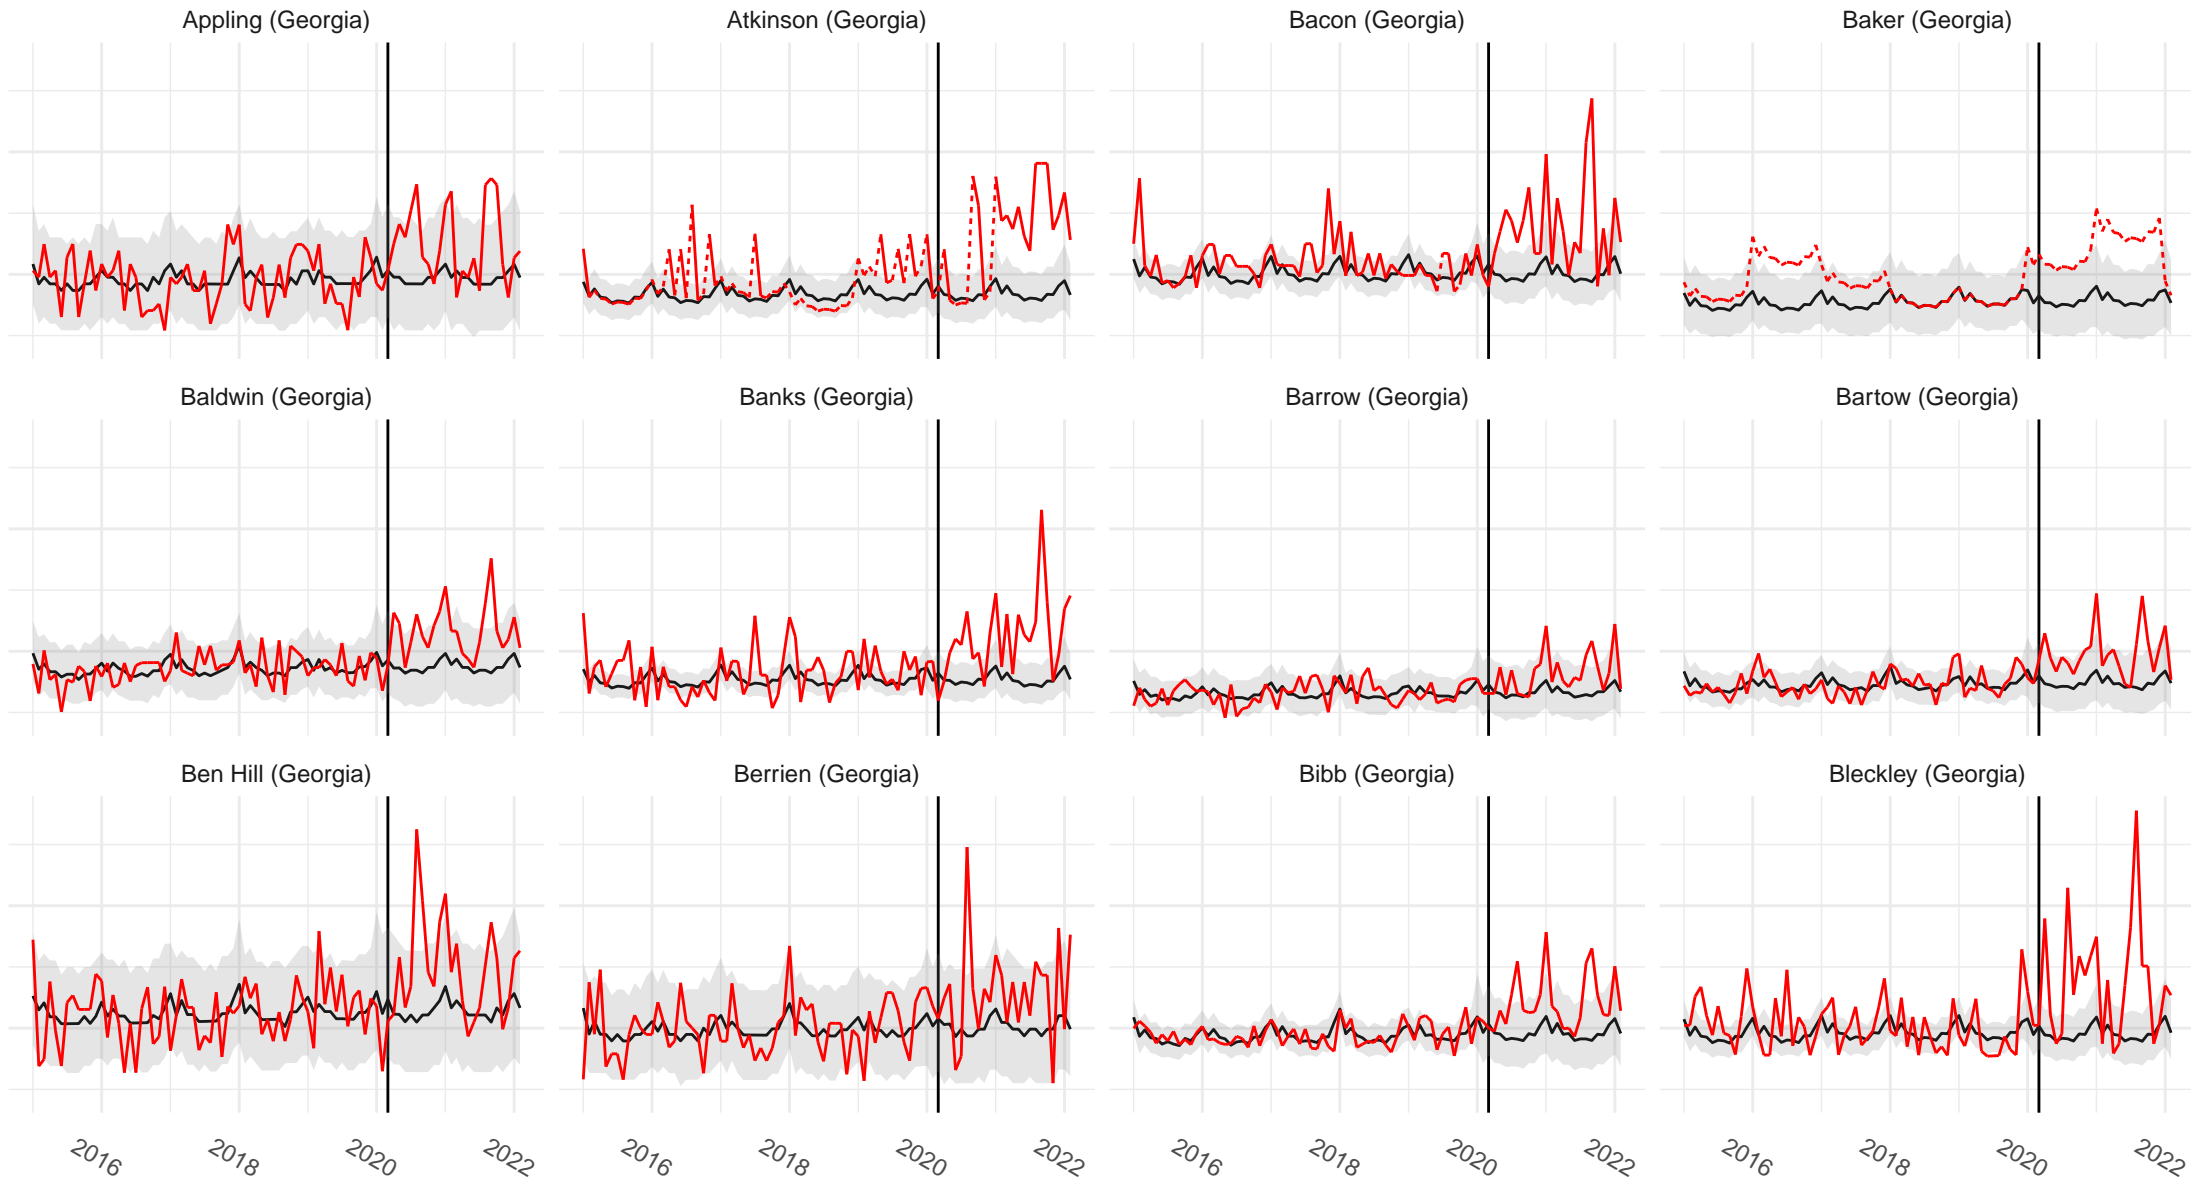 Appling (Georgia)
Atkinson (Georgia)
Bacon (Georgia)
Baker (Georgia)
Baldwin (Georgia)
Banks (Georgia)
Barrow (Georgia)
Bartow (Georgia)
Ben Hill (Georgia)
Berrien (Georgia)
Bibb (Georgia)
Bleckley (Georgia)
2016
2018
2020
2022
2016
2018
2020
2022
2016
2018
2020
2022
2016
2018
2020
2022